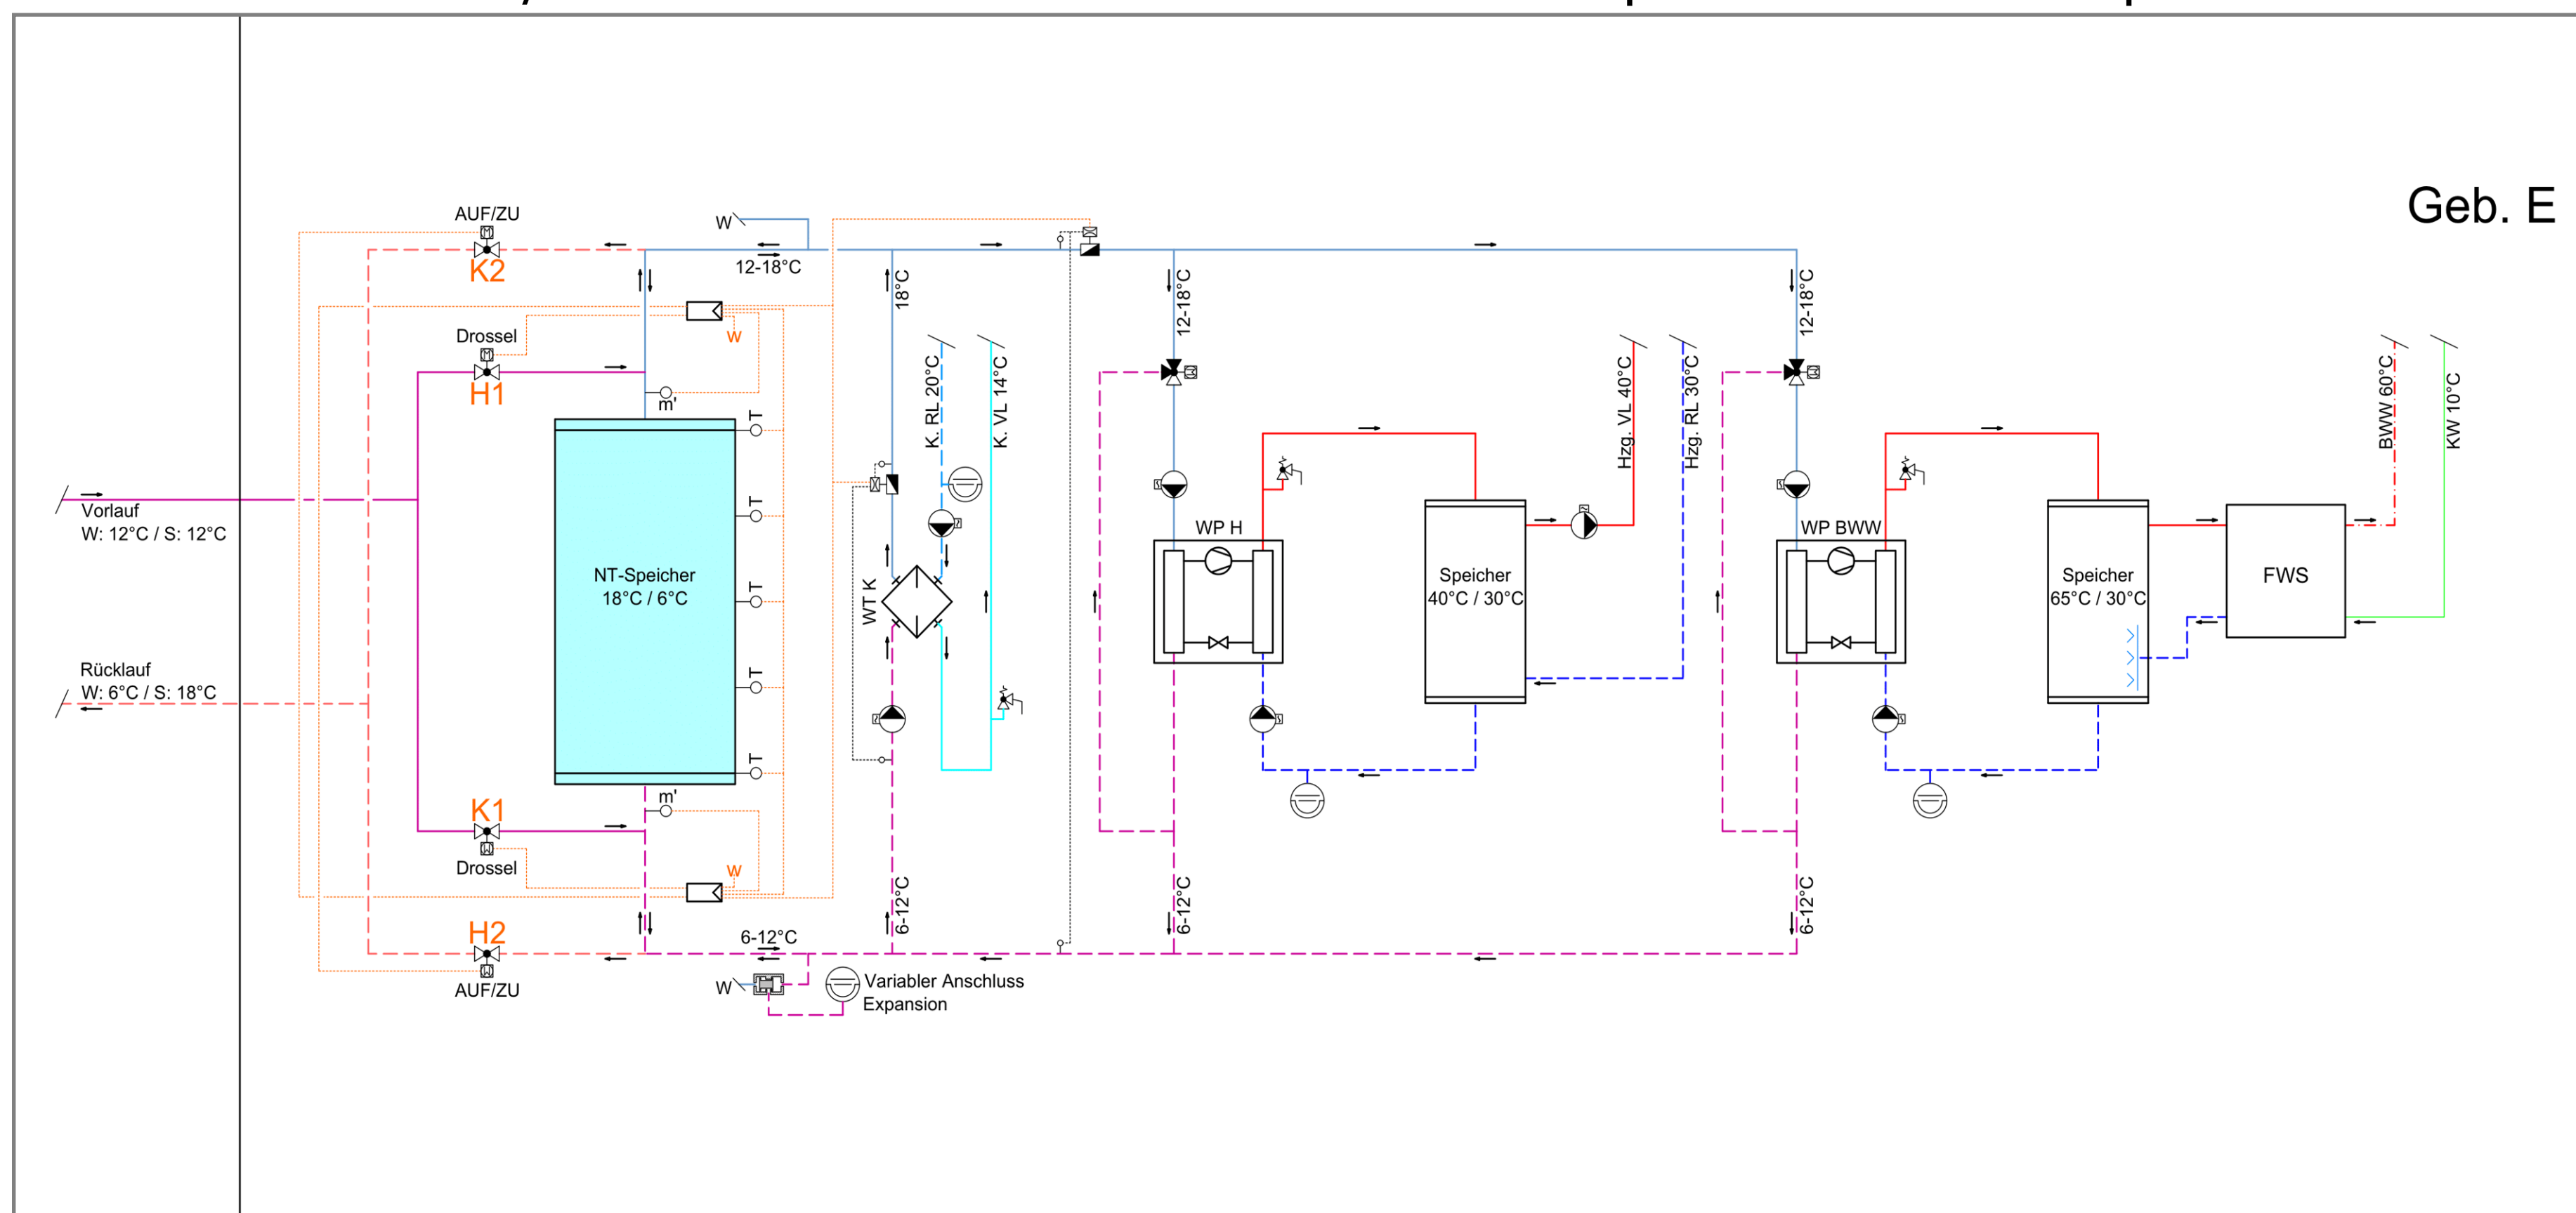 Geb. E
AUF/ZU
K2
W
12-18°C
18°C
12-18°C
12-18°C
Drossel
H1
W
m'
T
T
T
T
T
K. RL 20°C
K. VL 14°C
Hzg. VL 40°C
Hzg. RL 30°C
BWW 60°C
KW 10°C
Vorlauf
W: 12°C / S: 12°C
NT-Speicher
18°C / 6°C
WT K
WP H
Speicher
40°C / 30°C
WP BWW
Speicher
65°C / 30°C
FWS
Rücklauf
W: 6°C / S: 18°C
m'
K1
Drossel
W
6-12°C
6-12°C
6-12°C
H2
6-12°C
AUF/ZU
W
Variabler Anschluss
Expansion